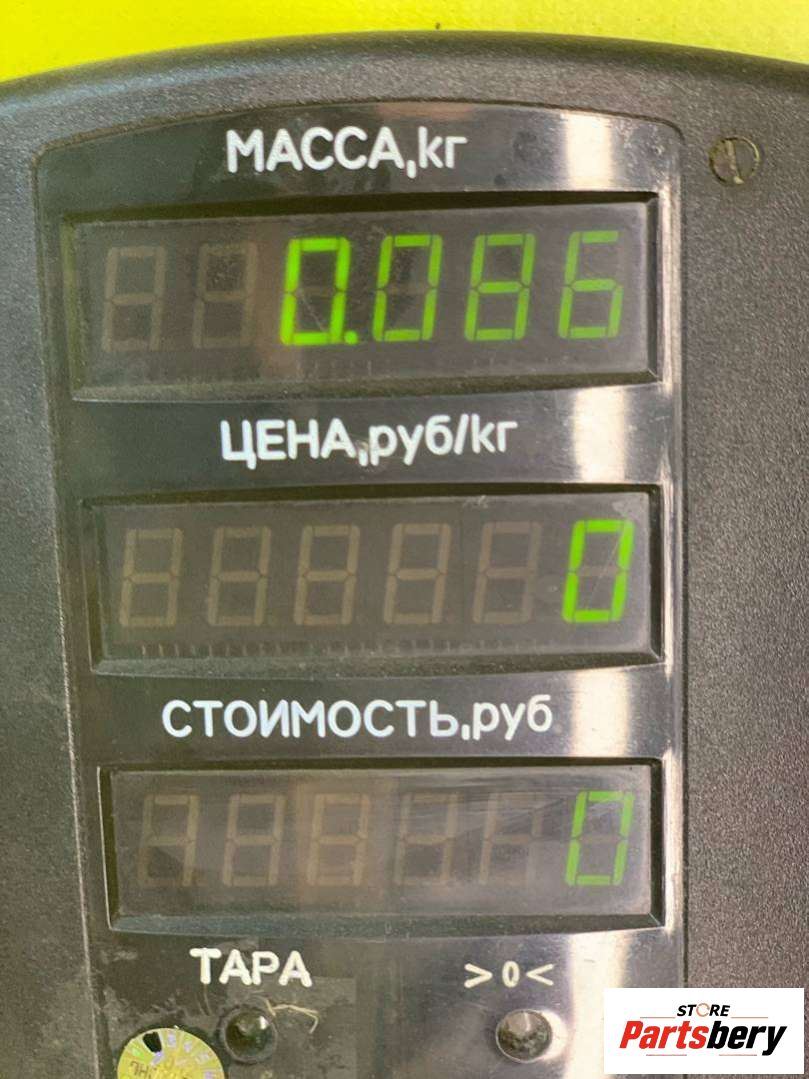 МАССА,кг
0.086
ЦЕНА,руб/кг
0
СТОИМОСТЬ,руб
0
ТАРА >0<
STORE
Partsbery